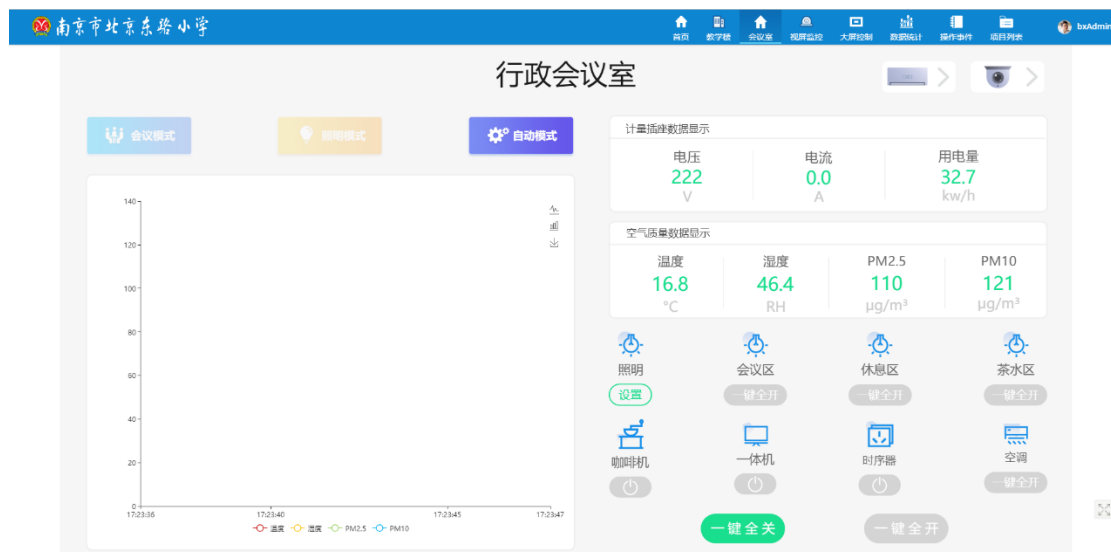 南京市北京东路小学
首页 教学楼 会议室 视屏监控 大屏控制 数据统计 操作事件 项目列表 bxAdmin
行政会议室
会议模式 照明模式 自动模式
计量插座数据显示
电压 电流 用电量
222 0.0 32.7
V A kw/h
空气质量数据显示
温度 湿度 PM2.5 PM10
16.8 46.4 110 121
°C RH μg/m³ μg/m³
照明 会议区 休息区 茶水区
设置 一键全开 一键全开 一键全开
咖啡机 一体机 时序器 空调
一键全开
一键全关 一键全开
140
120
100
80
60
40
20
0
17:23:36 17:23:40 17:23:45 17:23:47
温度 湿度 PM2.5 PM10